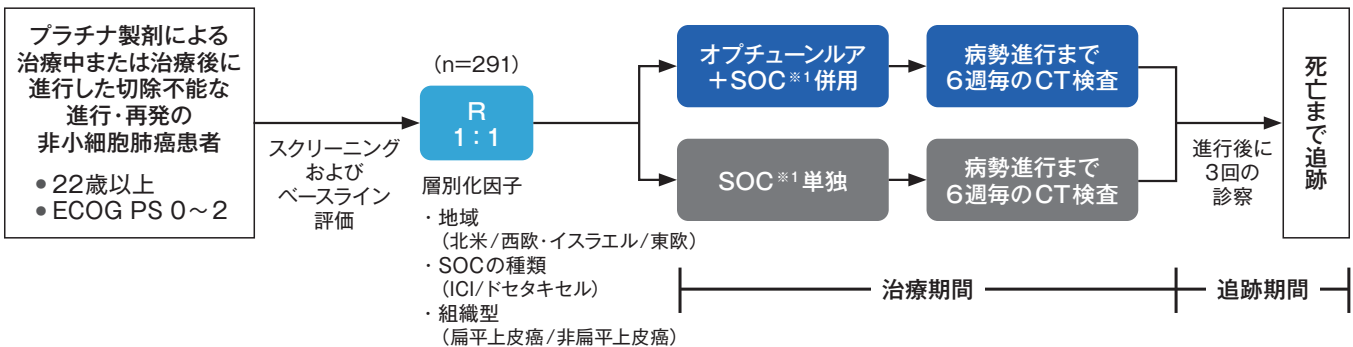 プラチナ製剤による
治療中または治療後に
進行した切除不能な
進行・再発の
非小細胞肺癌患者
● 22歳以上
● ECOG PS 0～2
スクリーニング
および
ベースライン
評価
(n=291)
R
1：1
層別化因子
・地域
（北米/西欧・イスラエル/東欧）
・SOCの種類
（ICI/ドセタキセル）
・組織型
（扁平上皮癌/非扁平上皮癌）
オプチューンルア
＋SOC※1併用
病勢進行まで
6週毎のCT検査
SOC※1単独
病勢進行まで
6週毎のCT検査
進行後に
3回の
診察
死亡まで追跡
治療期間
追跡期間